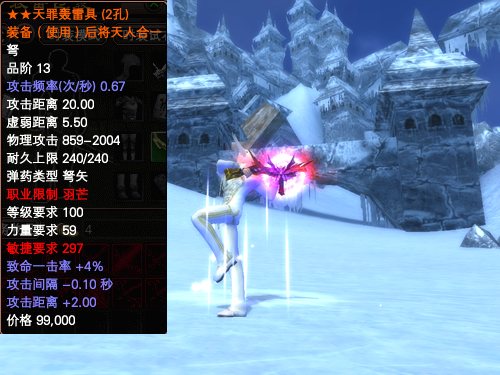 ★★天罪轰雷具 (2孔)
装备 ( 使用 ) 后将天人合一
弩
品阶 13
攻击频率(次/秒) 0.67
攻击距离 20.00
虚弱距离 5.50
物理攻击 859-2004
耐久上限 240/240
弹药类型 弩矢
职业限制 羽芒
等级要求 100
力量要求 59
敏捷要求 297
致命一击率 +4%
攻击间隔 -0.10 秒
攻击距离 +2.00
价格 99,000